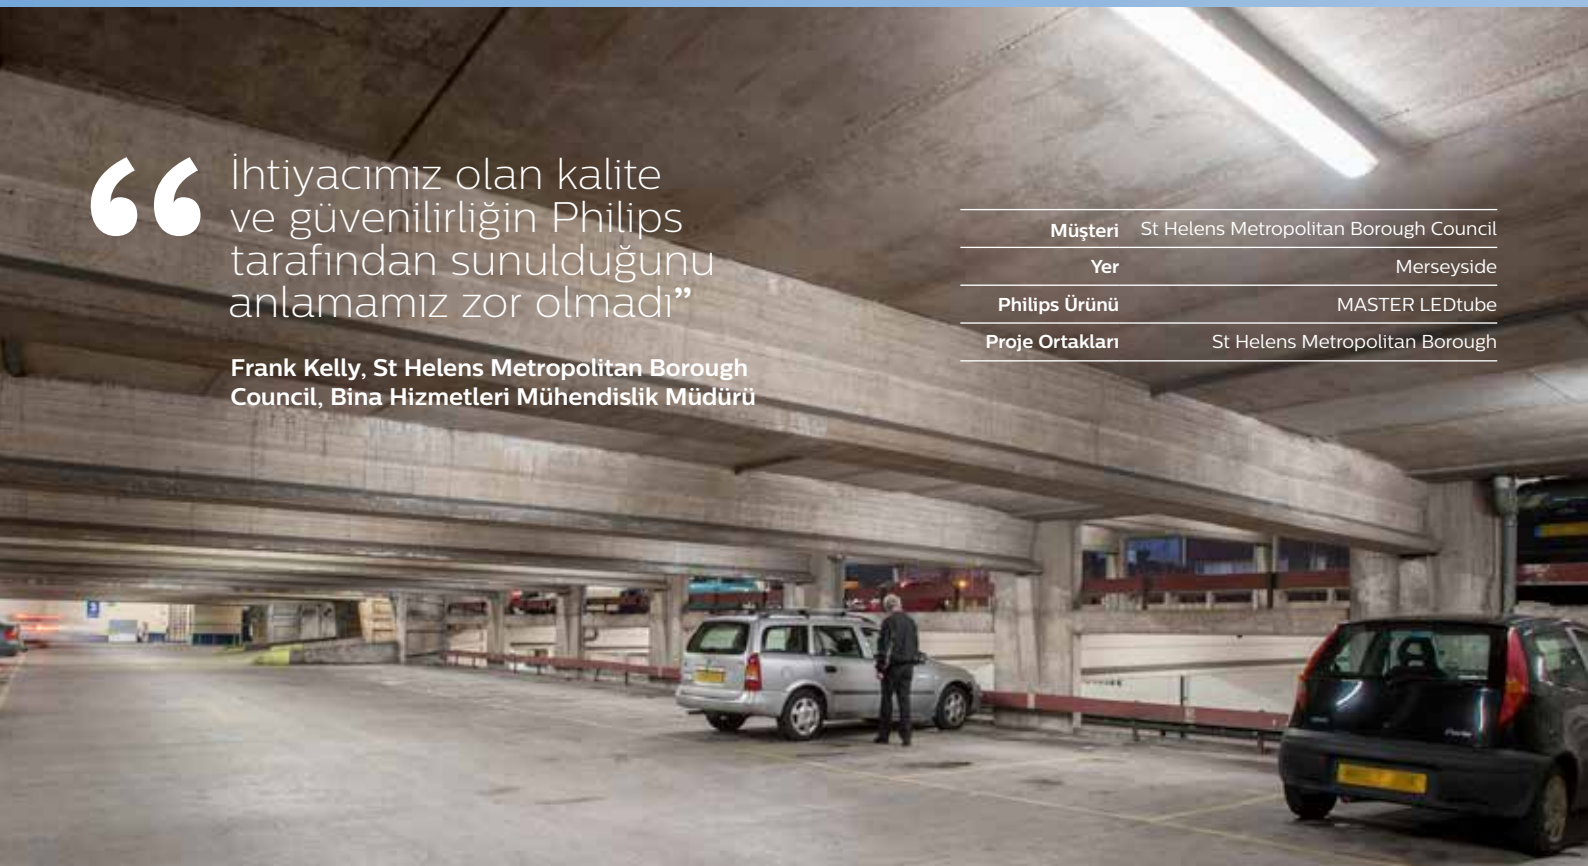 “ İhtiyacımız olan kalite
ve güvenilirliğin Philips
tarafından sunulduğunu
anlamamız zor olmadı”
Frank Kelly, St Helens Metropolitan Borough
Council, Bina Hizmetleri Mühendislik Müdürü
Müşteri St Helens Metropolitan Borough Council
Yer Merseyside
Philips Ürünü MASTER LEDtube
Proje Ortakları St Helens Metropolitan Borough